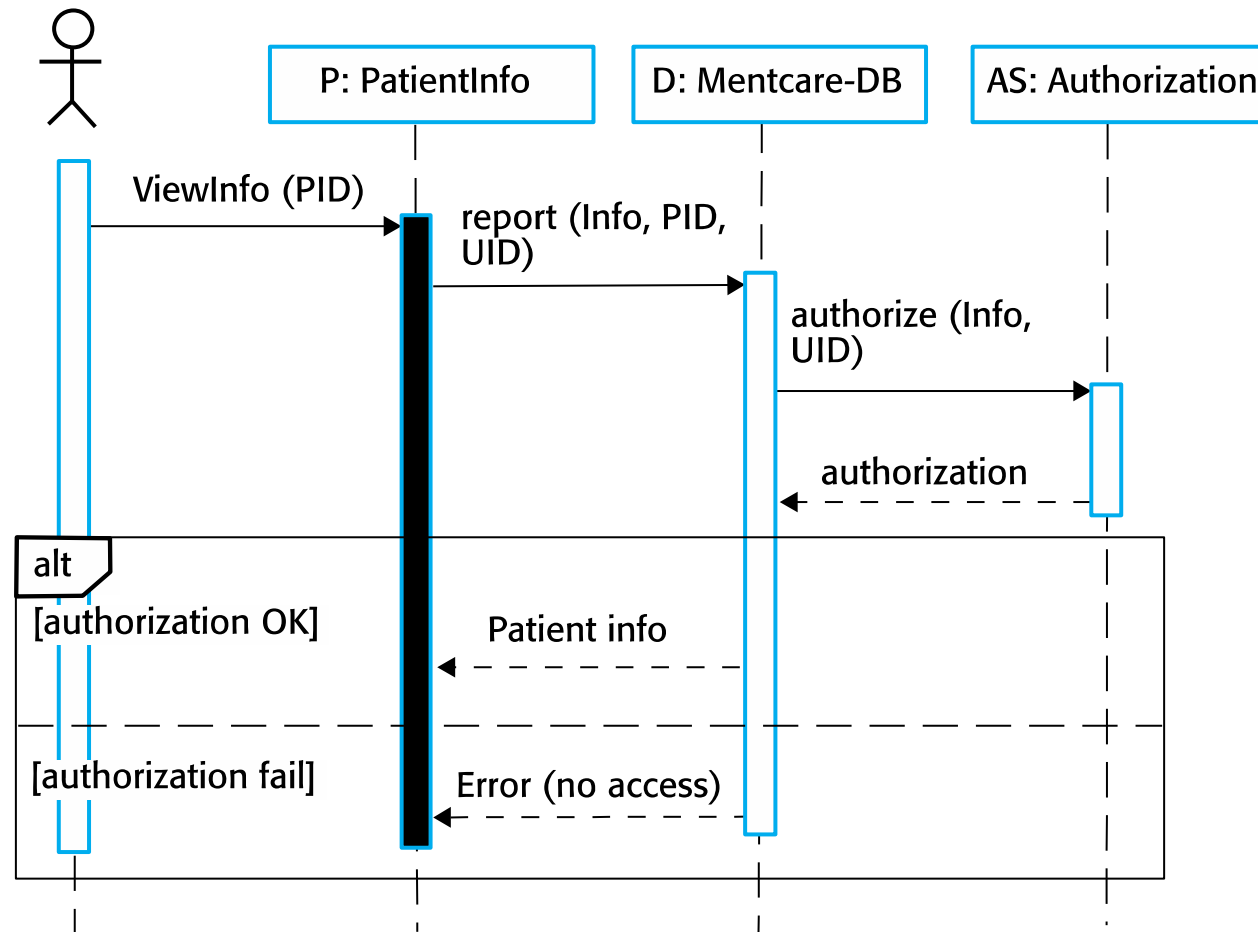 P: PatientInfo
D: Mentcare-DB
AS: Authorization
ViewInfo (PID)
report (Info, PID,
UID)
authorize (Info,
UID)
authorization
alt
[authorization OK]
Patient info
[authorization fail]
Error (no access)